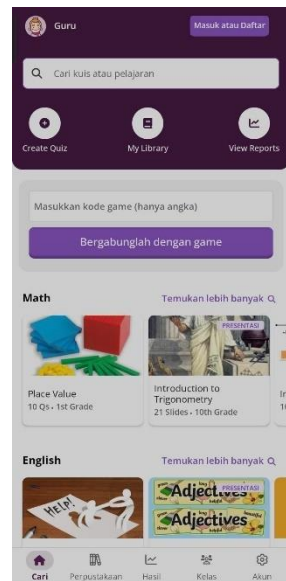 Guru
Masuk atau Daftar
Cari kuis atau pelajaran
Create Quiz
My Library
View Reports
Masukkan kode game (hanya angka)
Bergabunglah dengan game
Math
Temukan lebih banyak
PRESENTASI
Place Value
10 Qs • 1st Grade
Introduction to
Trigonometry
21 Slides • 10th Grade
English
Temukan lebih banyak
HELP!
PRESENTASI
Adjectives
Adjectives
Cari
Perpustakaan
Hasil
Kelas
Akun